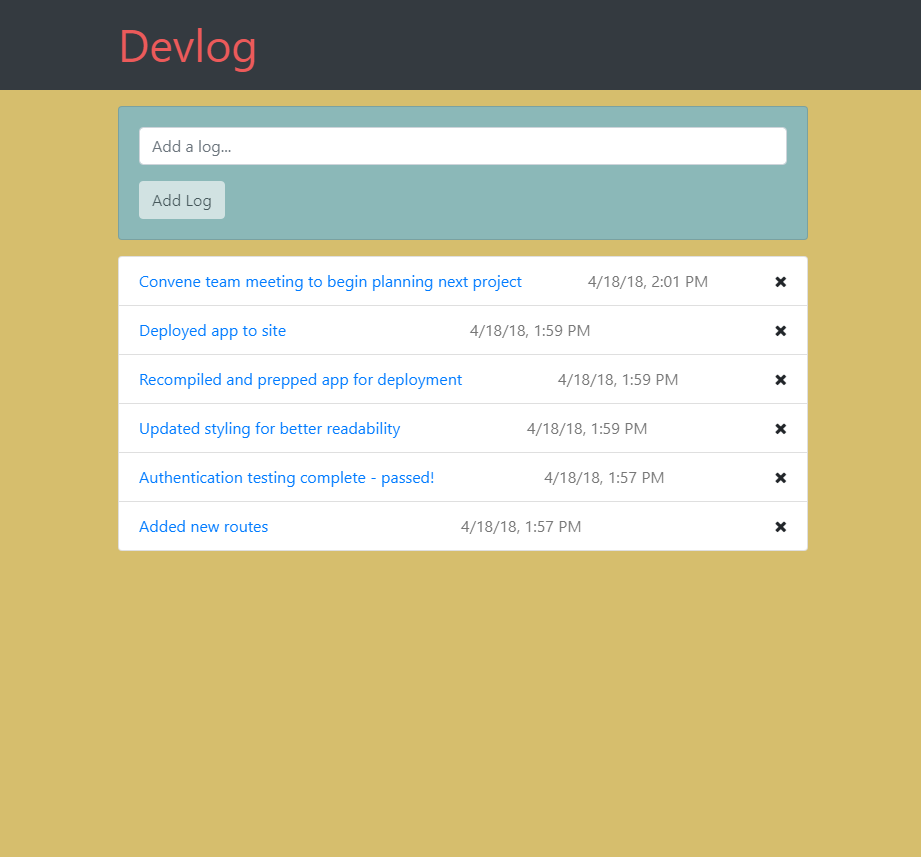 Devlog
Add a log...
Add Log
Convene team meeting to begin planning next project 4/18/18, 2:01 PM
Deployed app to site 4/18/18, 1:59 PM
Recompiled and prepped app for deployment 4/18/18, 1:59 PM
Updated styling for better readability 4/18/18, 1:59 PM
Authentication testing complete - passed! 4/18/18, 1:57 PM
Added new routes 4/18/18, 1:57 PM